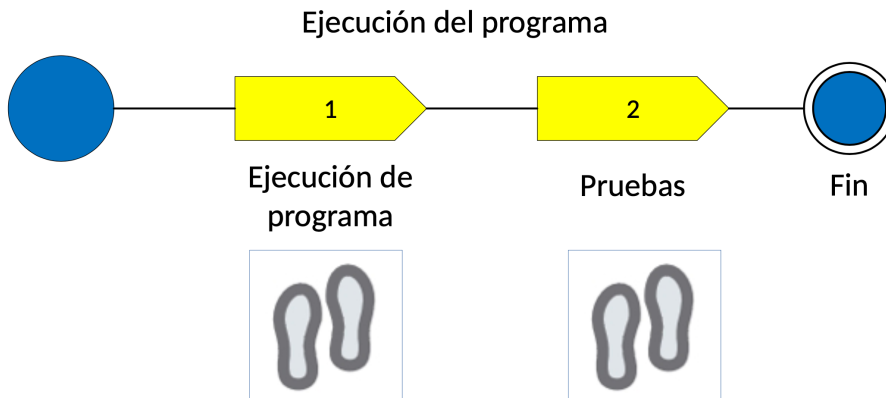 Ejecución del programa
1
2
Ejecución de
programa
Pruebas
Fin